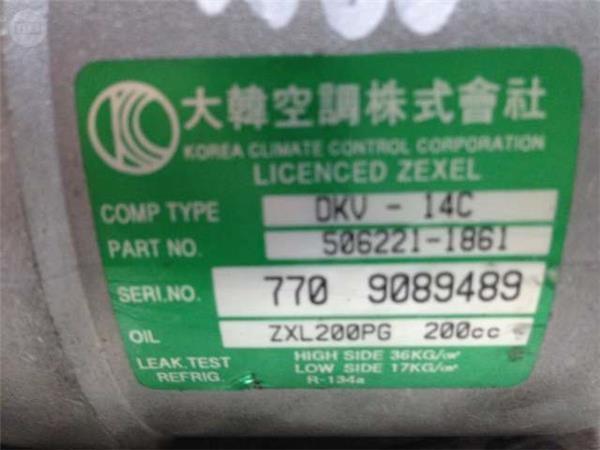 大韓空調株式會社
KOREA CLIMATE CONTROL CORPORATION
LICENCED ZEXEL
COMP TYPE DKV - 14C
PART NO. 506221-1861
SERI.NO. 770 9089489
OIL ZXL200PG 200cc
LEAK.TEST HIGH SIDE 36KG/㎠
REFRIG. LOW SIDE 17KG/㎠
R-134a